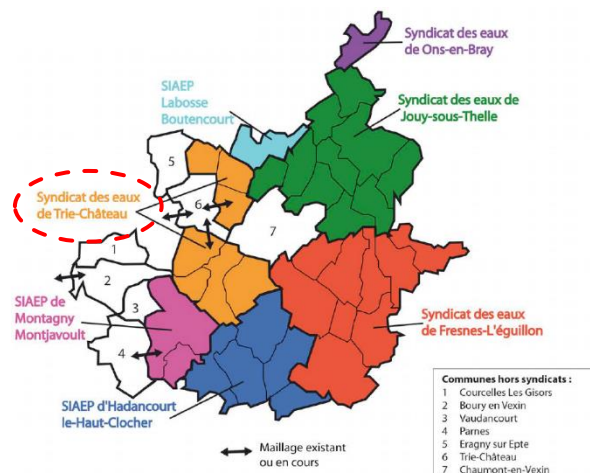 Syndicat des eaux
de Ons-en-Bray
SIAEP
Labosse
Boutencourt
Syndicat des eaux de
Jouy-sous-Thelle
5
Syndicat des eaux
de Trie-Château
6
7
1
2
3
4
SIAEP de
Montagny
Montjavoult
Syndicat des eaux
de Fresnes-L'éguillon
SIAEP d'Hadancourt
le-Haut-Clocher
Maillage existant
ou en cours
Communes hors syndicats :
1 Courcelles Les Gisors
2 Boury en Vexin
3 Vaudancourt
4 Parnes
5 Eragny sur Epte
6 Trie-Château
7 Chaumont-en-Vexin